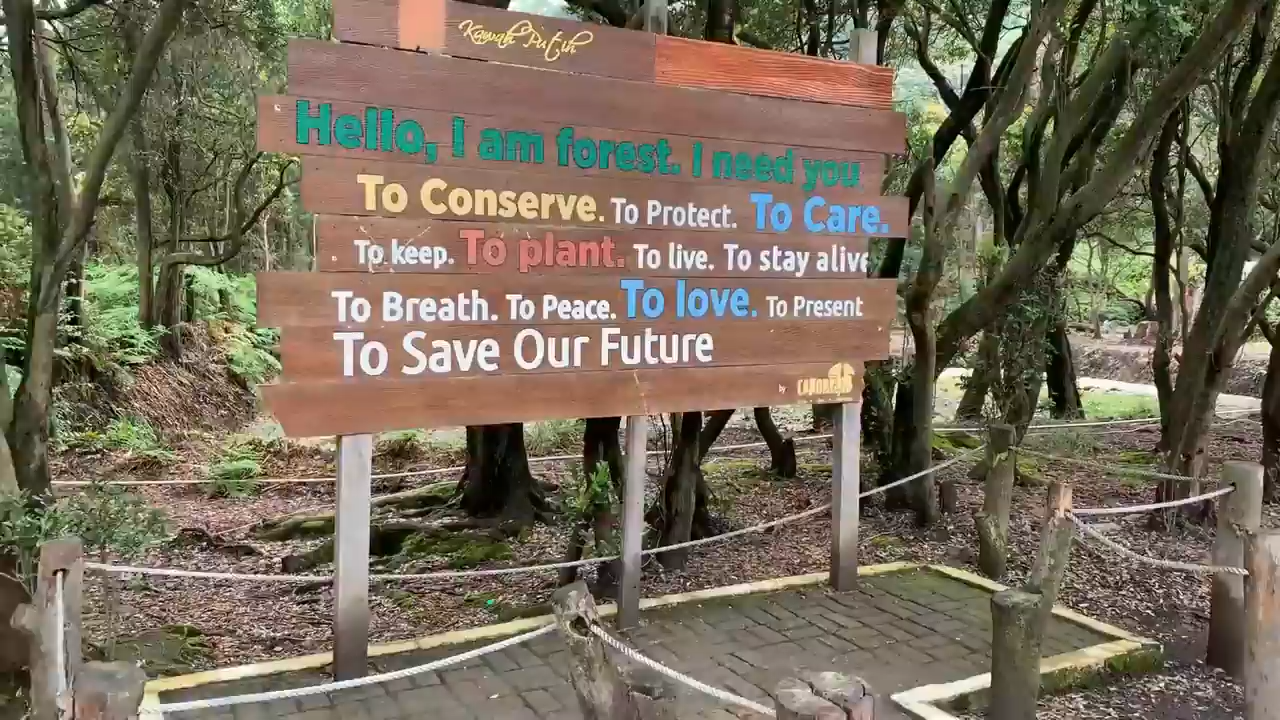 Kawah Putih
Hello, I am forest. I need you
To Conserve. To Protect. To Care.
To keep. To plant. To live. To stay alive
To Breath. To Peace. To love. To Present
To Save Our Future
by